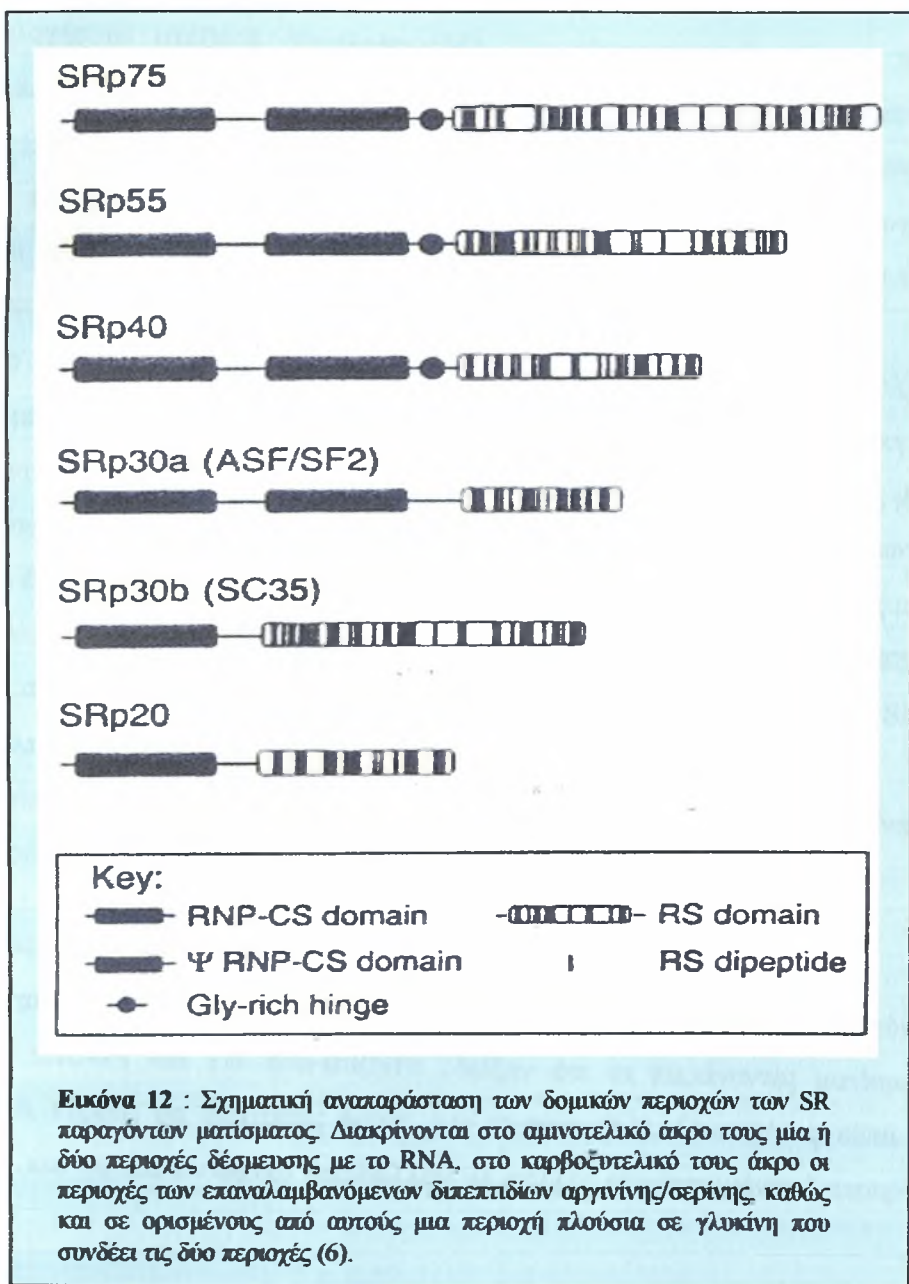 SRp75
SRp55
SRp40
SRp30a (ASF/SF2)
SRp30b (SC35)
SRp20
Key:
RNP-CS domain
RS domain
Ψ RNP-CS domain
RS dipeptide
Gly-rich hinge
Εικόνα 12 : Σχηματική αναπαράσταση των δομικών περιοχών των SR
παραγόντων ματίσματος. Διακρίνονται στο αμινοτελικό άκρο τους μία ή
δύο περιοχές δέσμευσης με το RNA, στο καρβοξυτελικό τους άκρο οι
περιοχές των επαναλαμβανόμενων διπεπτιδίων αργινίνης/σερίνης, καθώς
και σε ορισμένους από αυτούς μια περιοχή πλούσια σε γλυκίνη που
συνδέει τις δύο περιοχές (6).